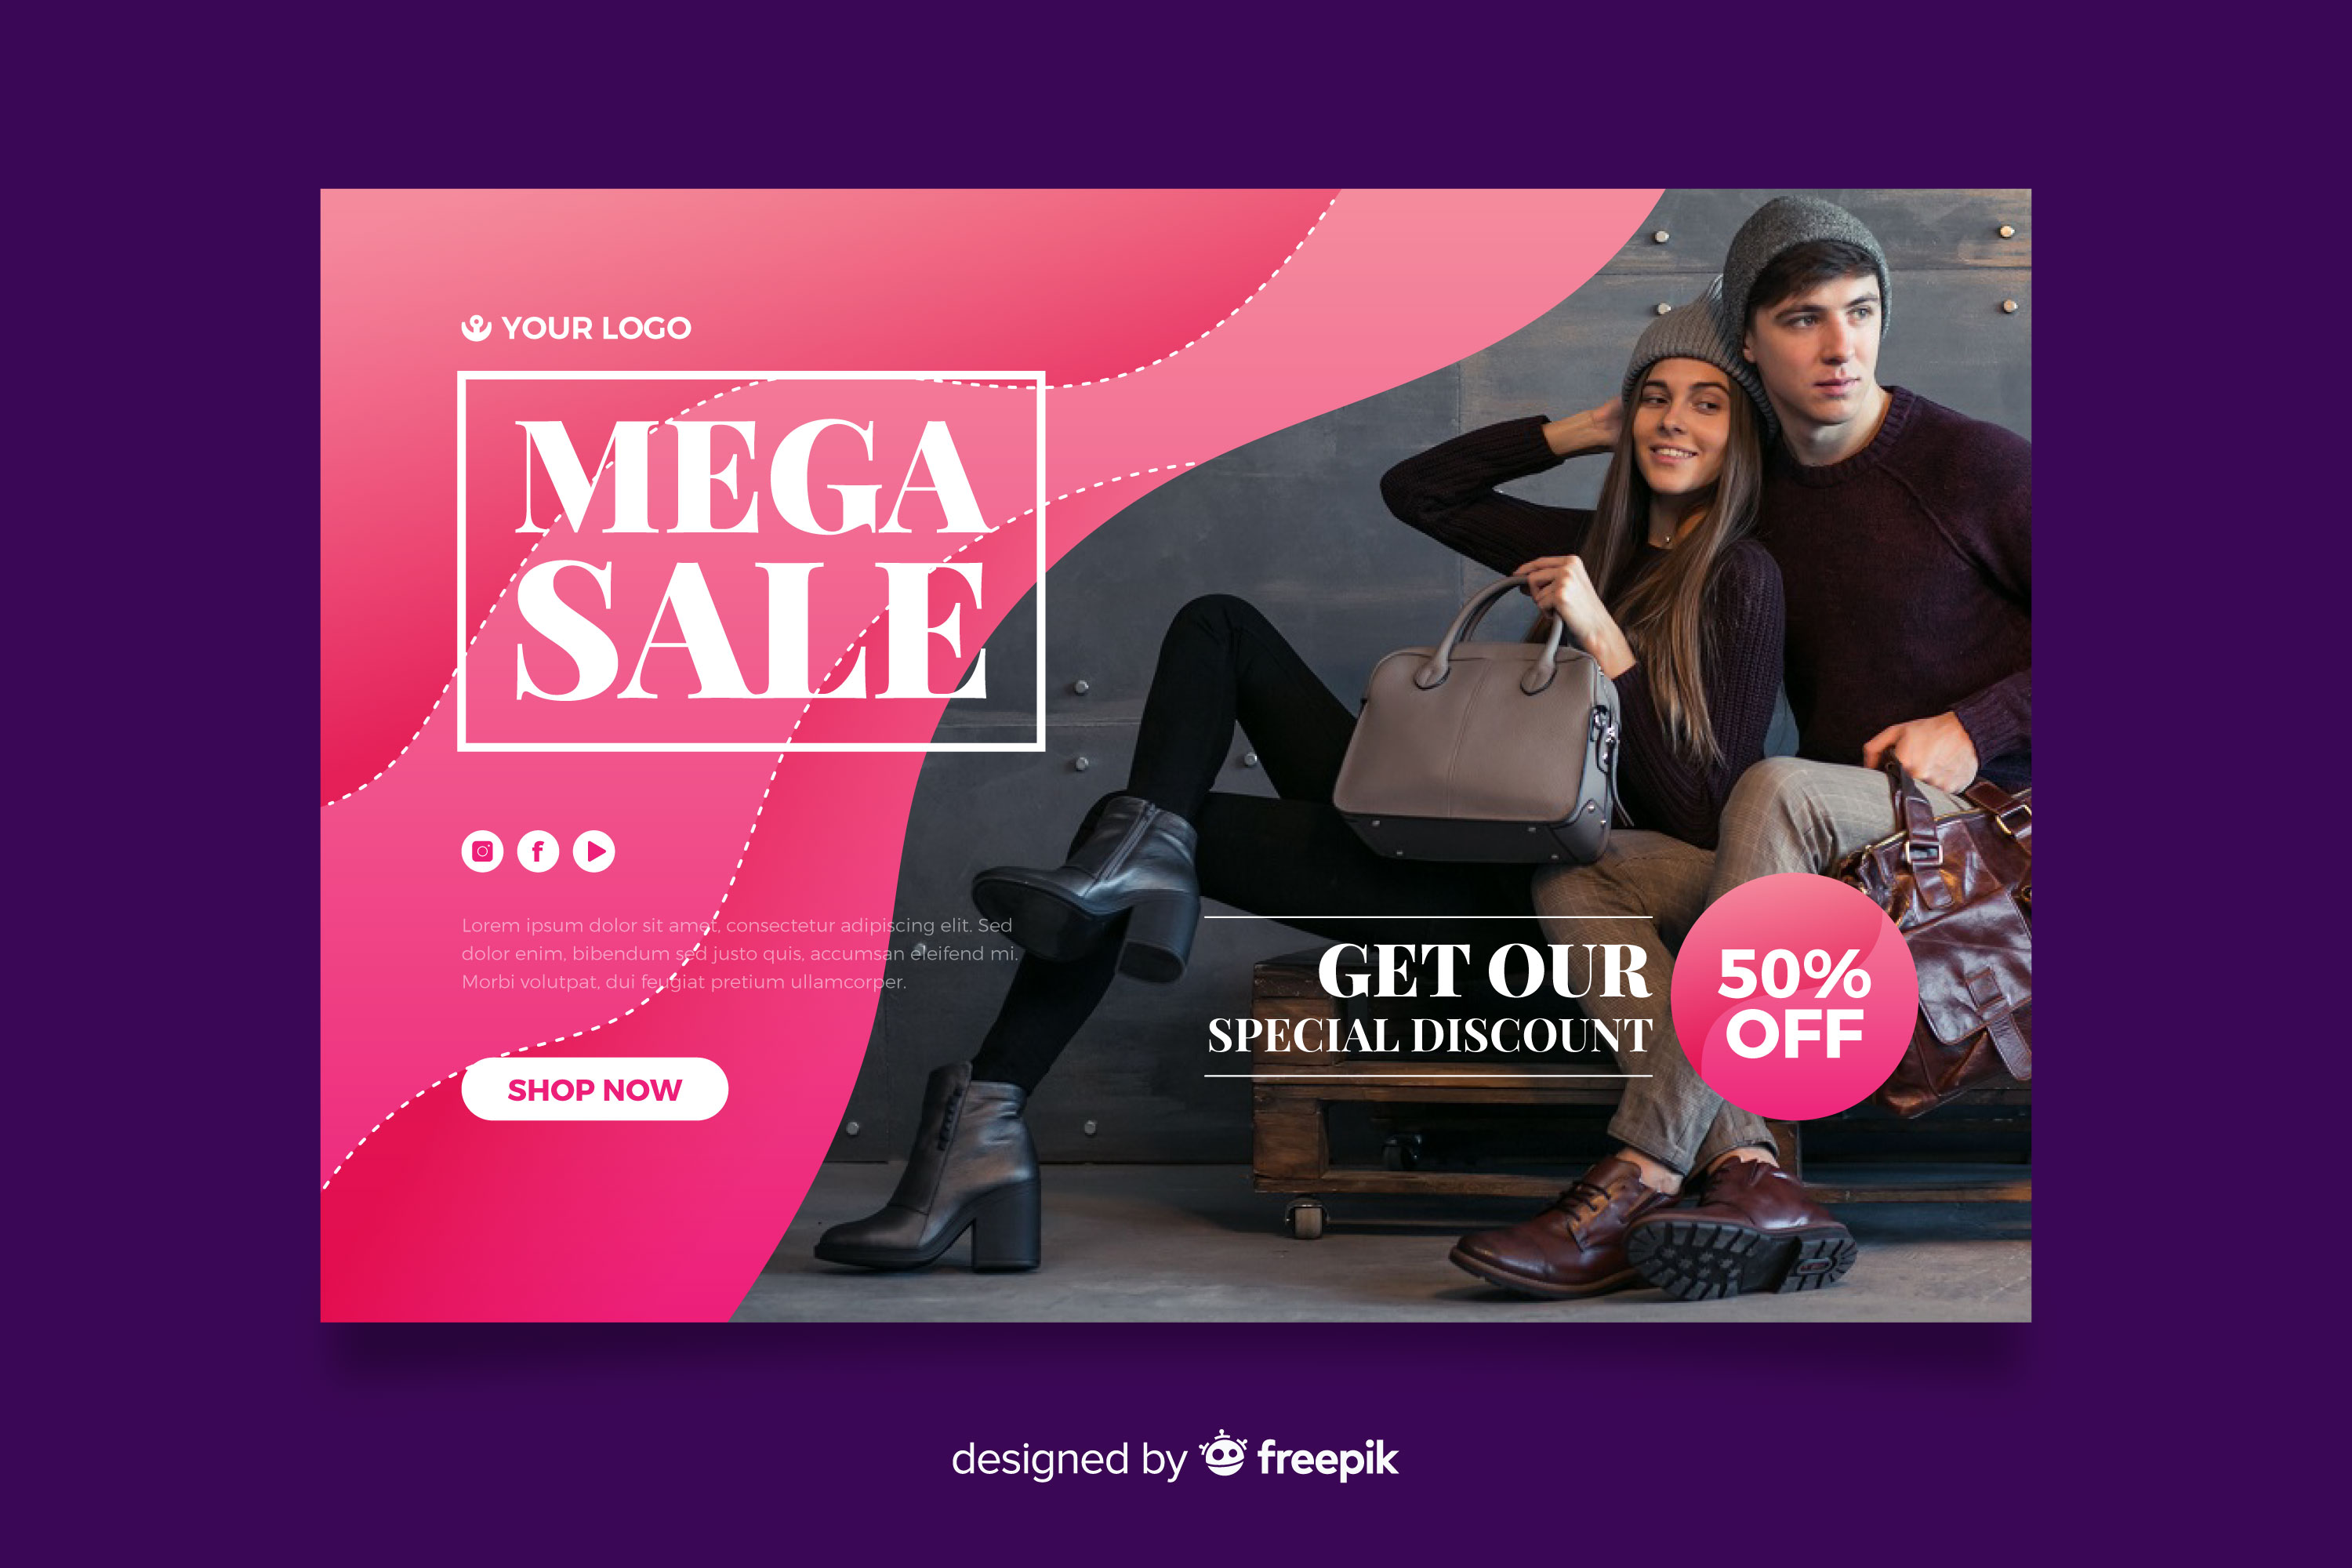 YOUR LOGO
MEGA
SALE
Lorem ipsum dolor sit amet, consectetur adipiscing elit. Sed
dolor enim, bibendum sed justo quis, accumsan eleifend mi.
Morbi volutpat, dui feugiat pretium ullamcorper.
SHOP NOW
GET OUR
SPECIAL DISCOUNT
50%
OFF
designed by freepik